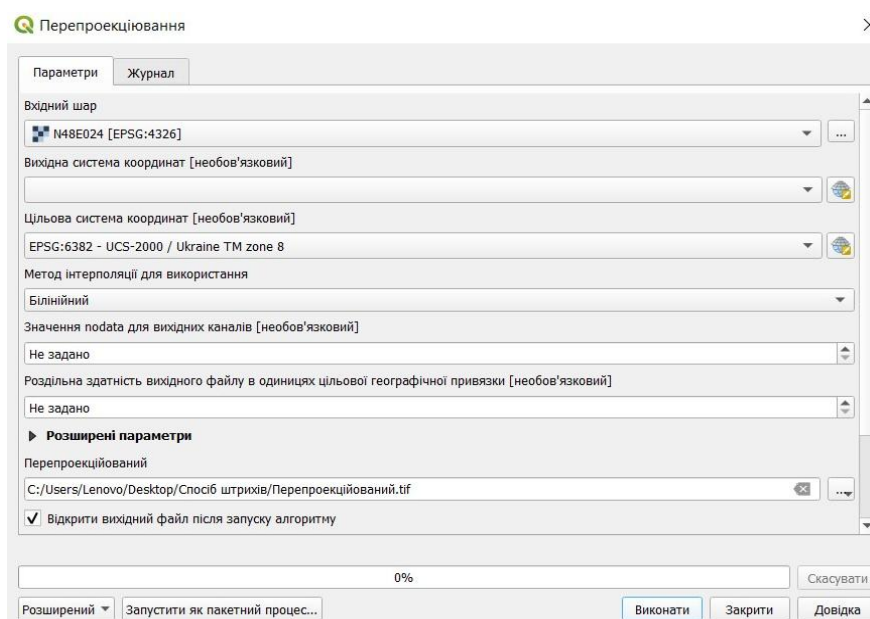 Перепроекціювання
Параметри Журнал
Вхідний шар
N48E024 [EPSG:4326]
...
Вихідна система координат [необов'язковий]
Цільова система координат [необов'язковий]
EPSG:6382 - UCS-2000 / Ukraine TM zone 8
Метод інтерполяції для використання
Білінійний
Значення nodata для вихідних каналів [необов'язковий]
Не задано
Роздільна здатність вихідного файлу в одиницях цільової географічної привязки [необов'язковий]
Не задано
Розширені параметри
Перепроекційований
C:/Users/Lenovo/Desktop/Спосіб штрихів/Перепроекційований.tif
...
Відкрити вихідний файл після запуску алгоритму
0% Скасувати
Розширений Запустити як пакетний процес... Виконати Закрити Довідка